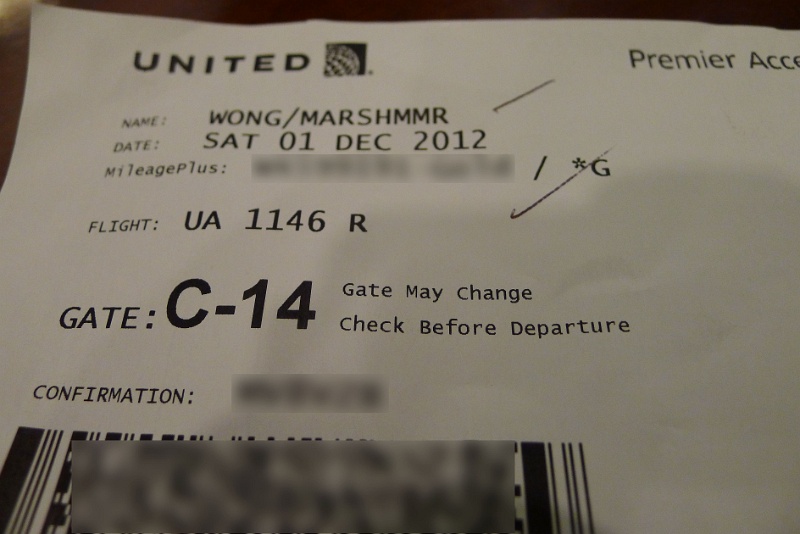 UNITED
Premier Acce
NAME: WONG/MARSHMMR
DATE: SAT 01 DEC 2012
MileagePlus: / *G
FLIGHT: UA 1146 R
GATE: C-14
Gate May Change
Check Before Departure
CONFIRMATION: